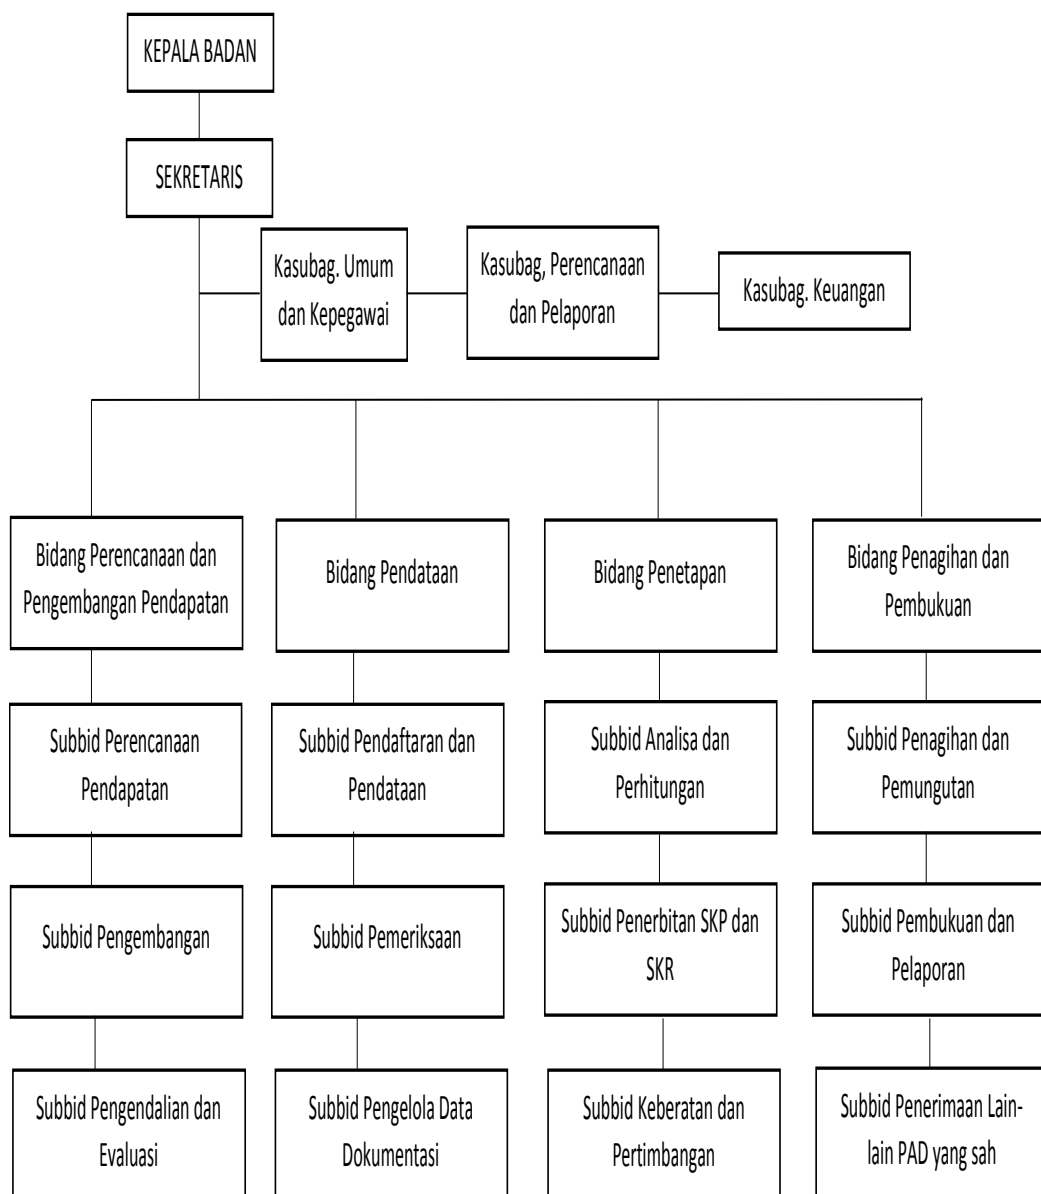 KEPALA BADAN
SEKRETARIS
Kasubag. Umum
dan Kepegawai
Kasubag, Perencanaan
dan Pelaporan
Kasubag. Keuangan
Bidang Perencanaan dan
Pengembangan Pendapatan
Bidang Pendataan
Bidang Penetapan
Bidang Penagihan dan
Pembukuan
Subbid Perencanaan
Pendapatan
Subbid Pendaftaran dan
Pendataan
Subbid Analisa dan
Perhitungan
Subbid Penagihan dan
Pemungutan
Subbid Pengembangan
Subbid Pemeriksaan
Subbid Penerbitan SKP dan
SKR
Subbid Pembukuan dan
Pelaporan
Subbid Pengendalian dan
Evaluasi
Subbid Pengelola Data
Dokumentasi
Subbid Keberatan dan
Pertimbangan
Subbid Penerimaan Lain-
lain PAD yang sah